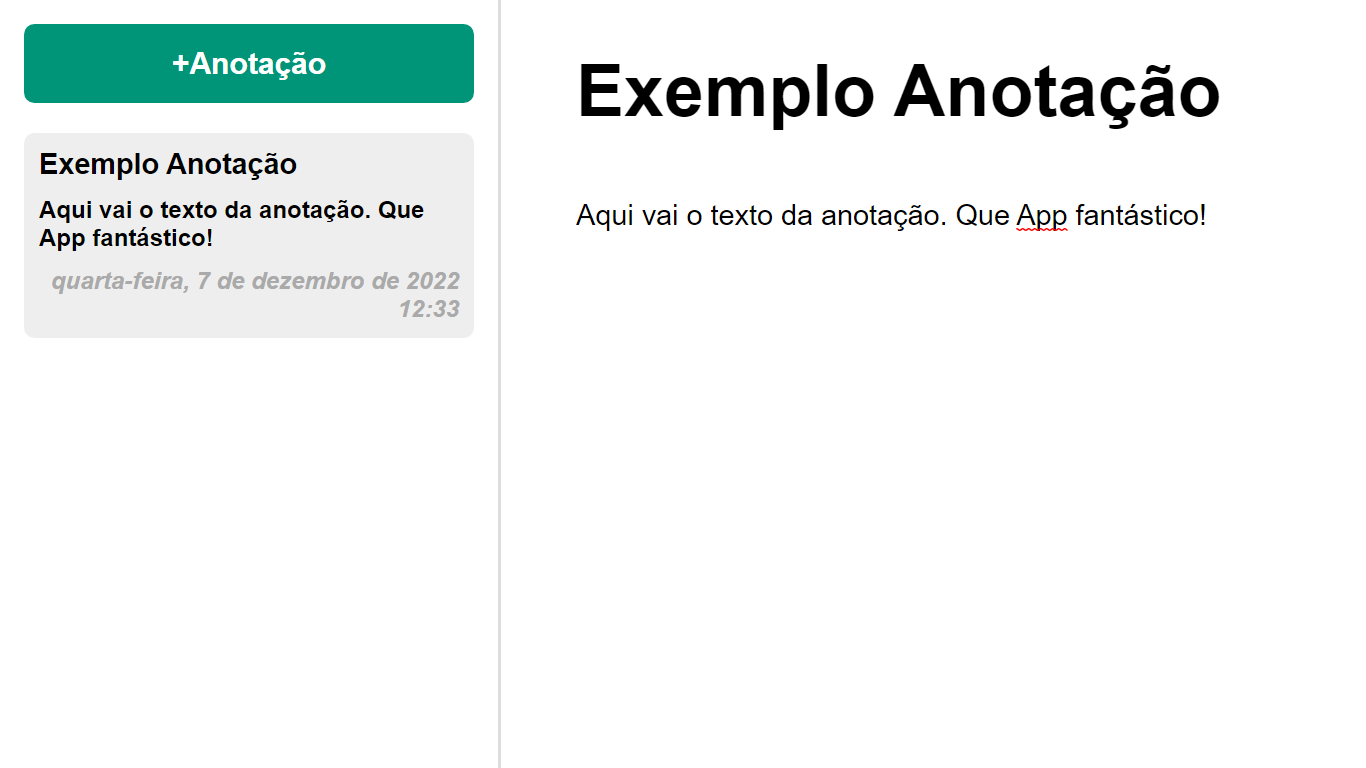 +Anotação
Exemplo Anotação
Aqui vai o texto da anotação. Que
App fantástico!
quarta-feira, 7 de dezembro de 2022
12:33
Exemplo Anotação
Aqui vai o texto da anotação. Que App fantástico!